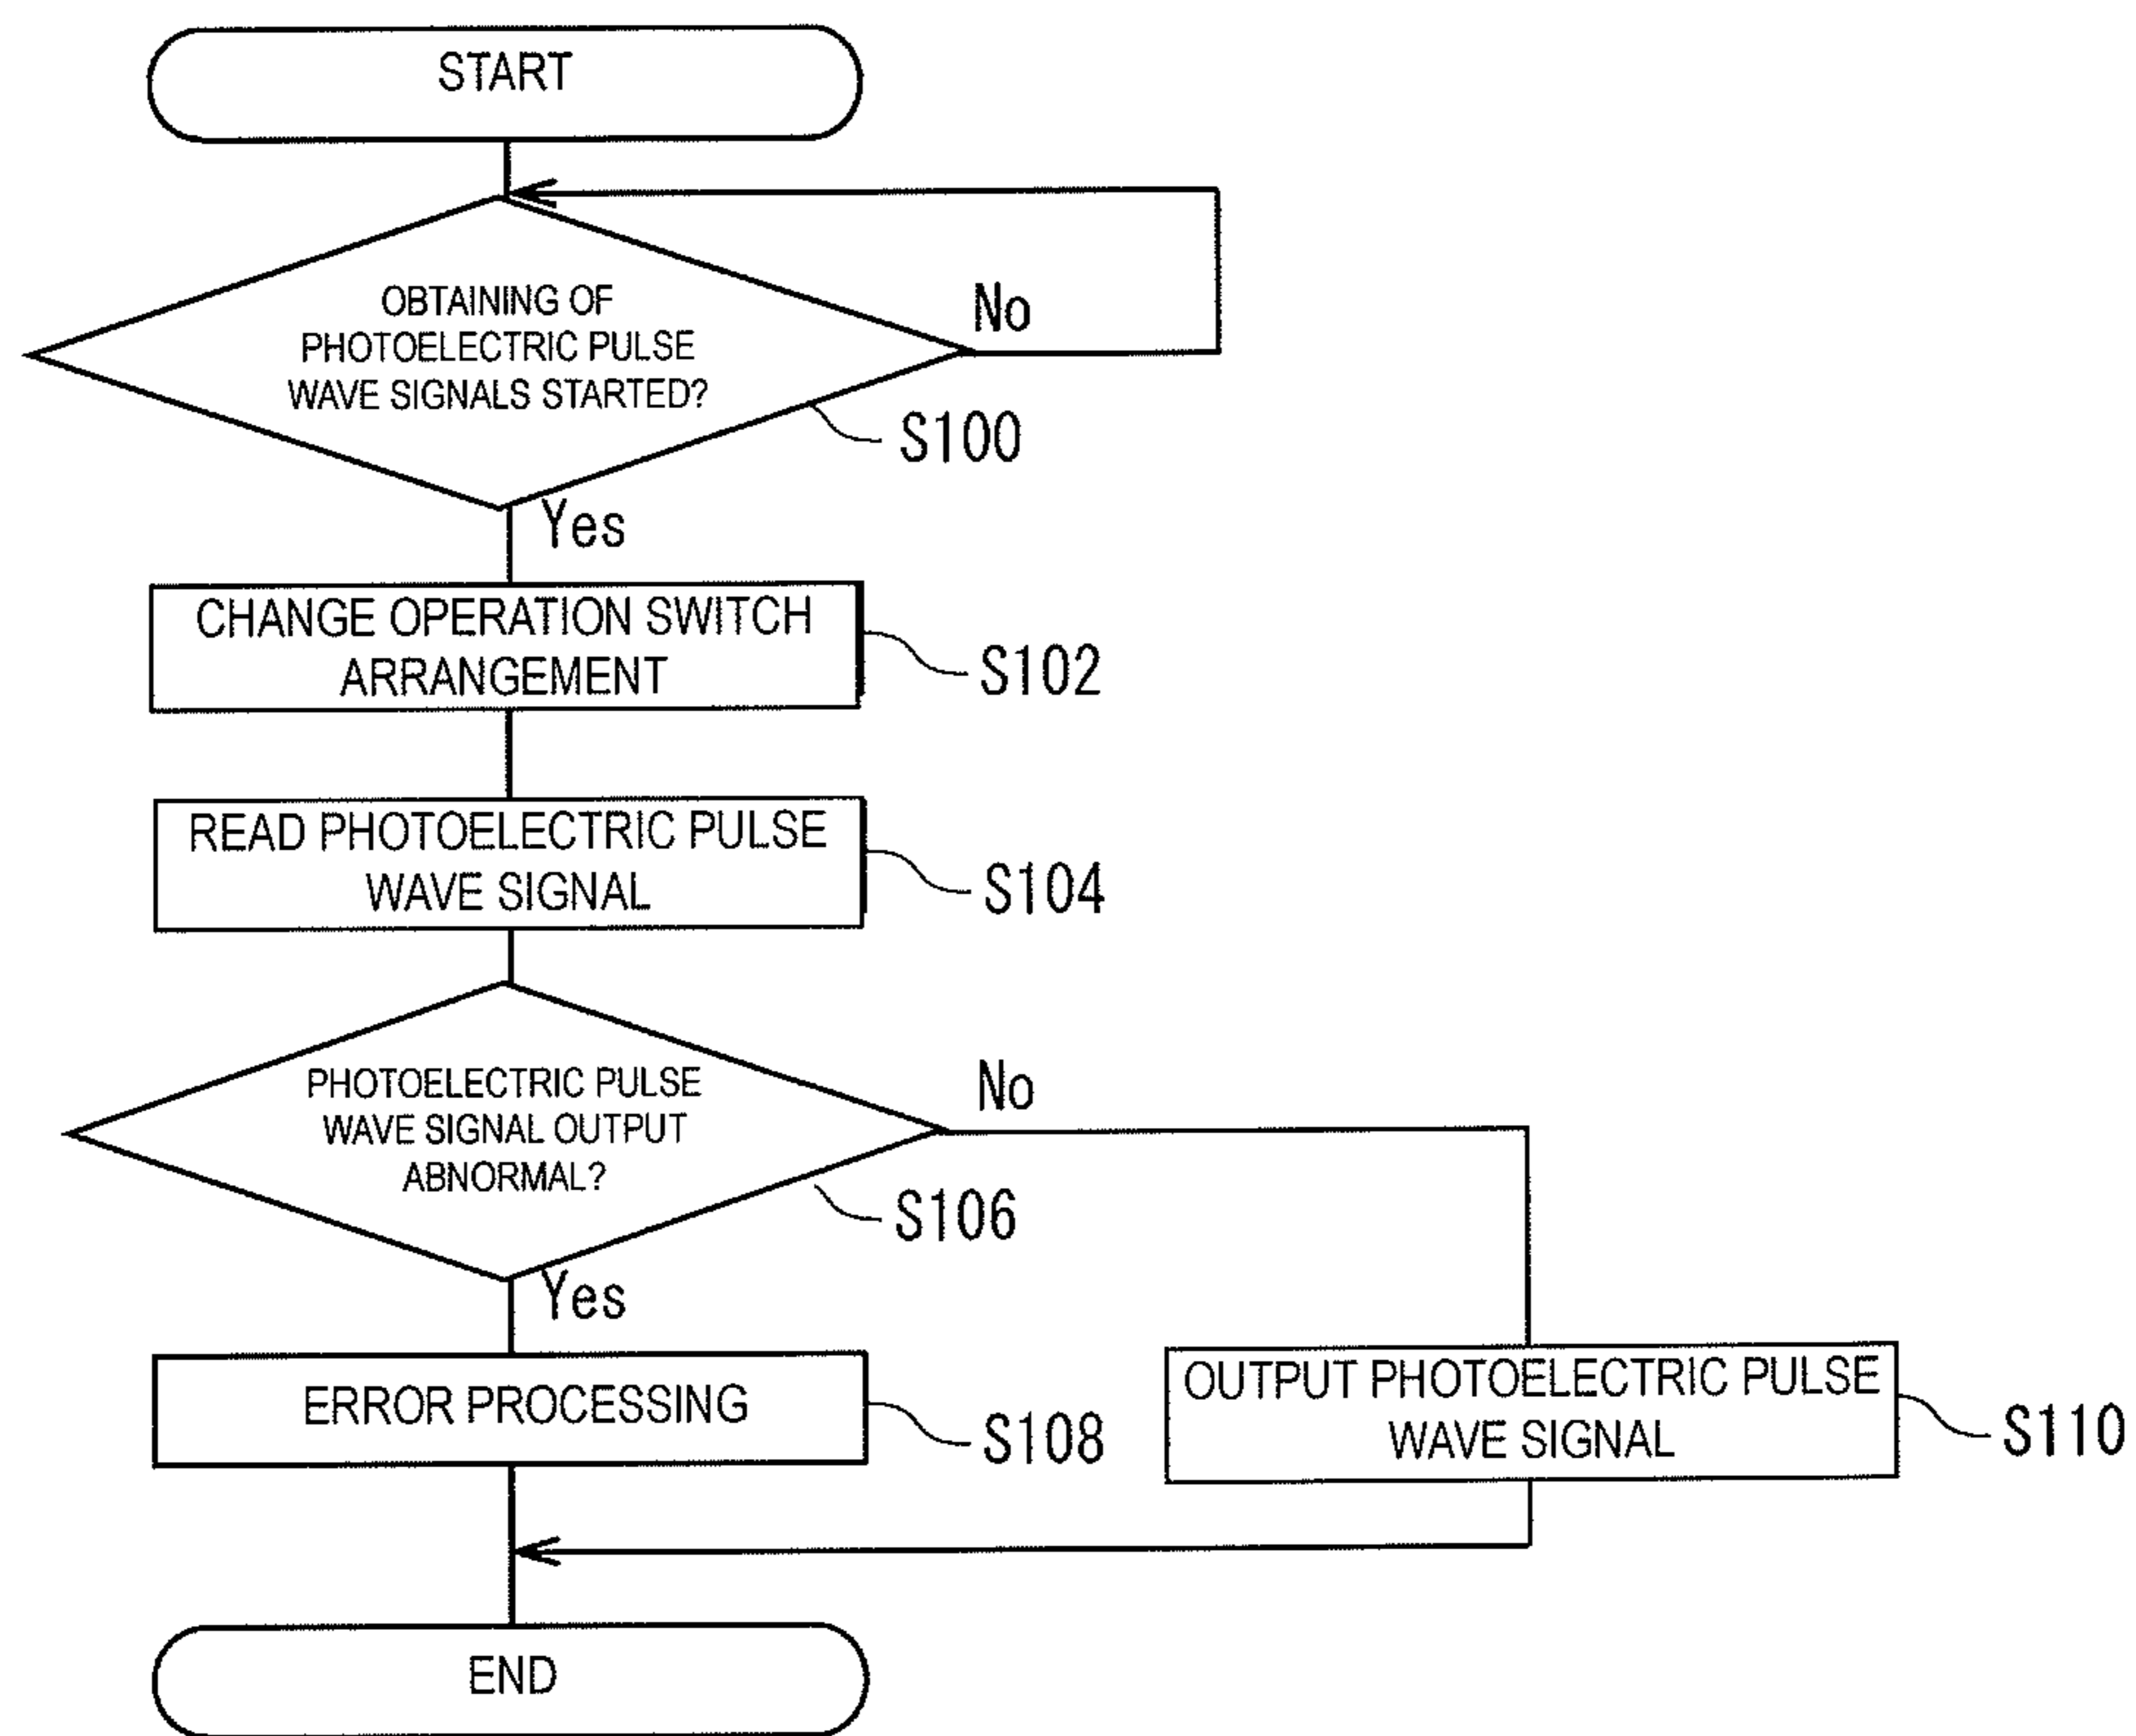 START
OBTAINING OF
PHOTOELECTRIC PULSE
WAVE SIGNALS STARTED?
No
S100
Yes
CHANGE OPERATION SWITCH
ARRANGEMENT
S102
READ PHOTOELECTRIC PULSE
WAVE SIGNAL
S104
PHOTOELECTRIC PULSE
WAVE SIGNAL OUTPUT
ABNORMAL?
No
S106
Yes
ERROR PROCESSING
S108
OUTPUT PHOTOELECTRIC PULSE
WAVE SIGNAL
S110
END